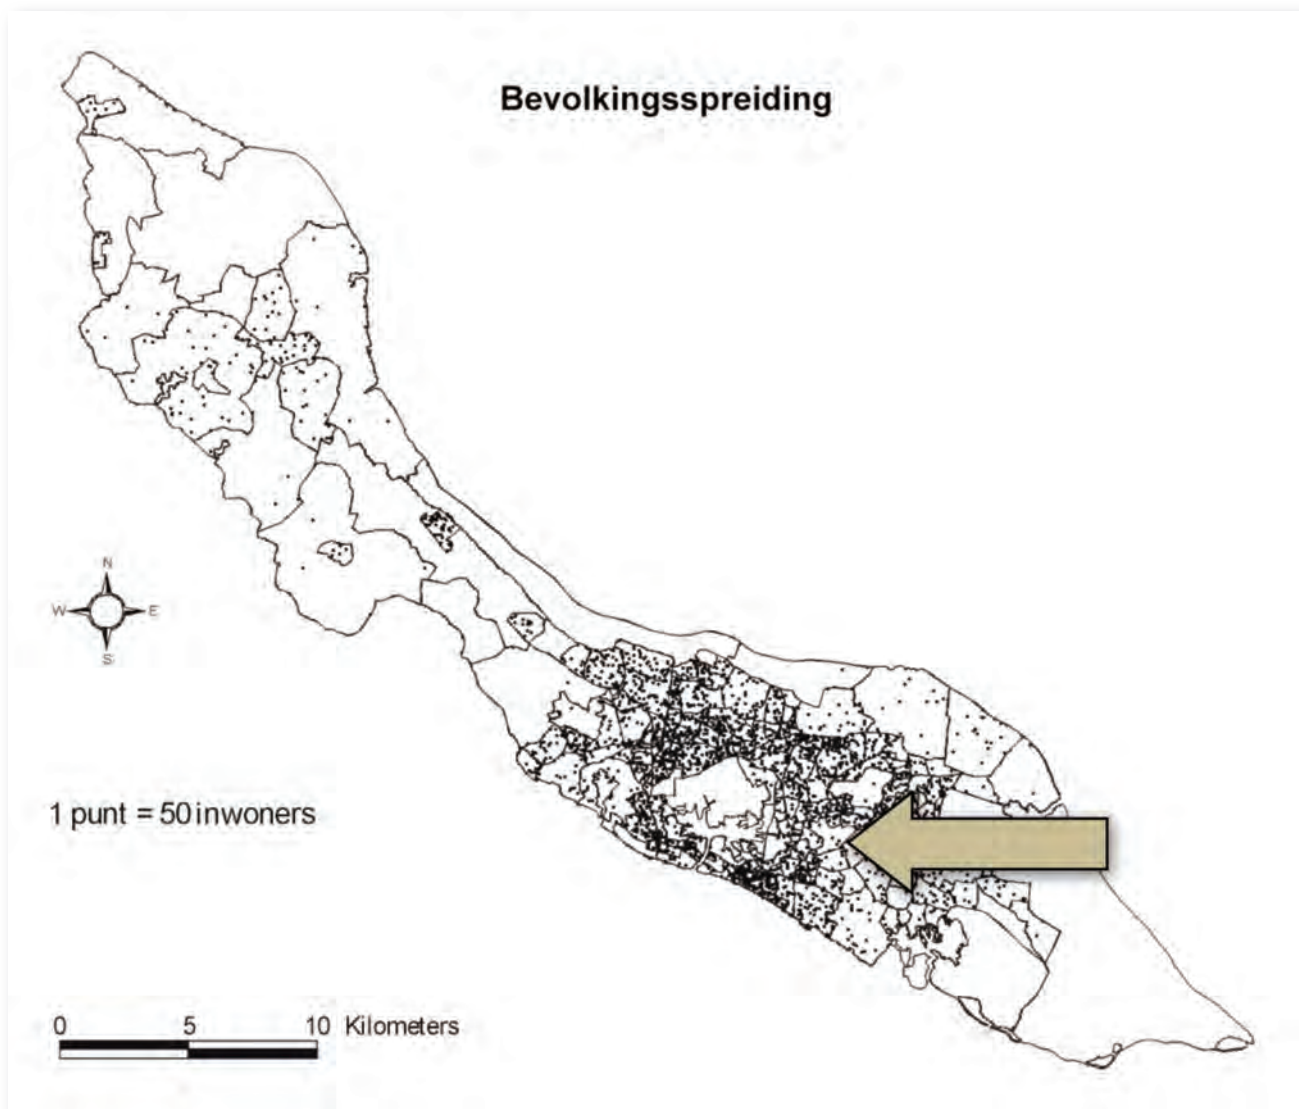 Bevolkingsspreiding
N
W E
S
1 punt = 50 inwoners
0 5 10 Kilometers